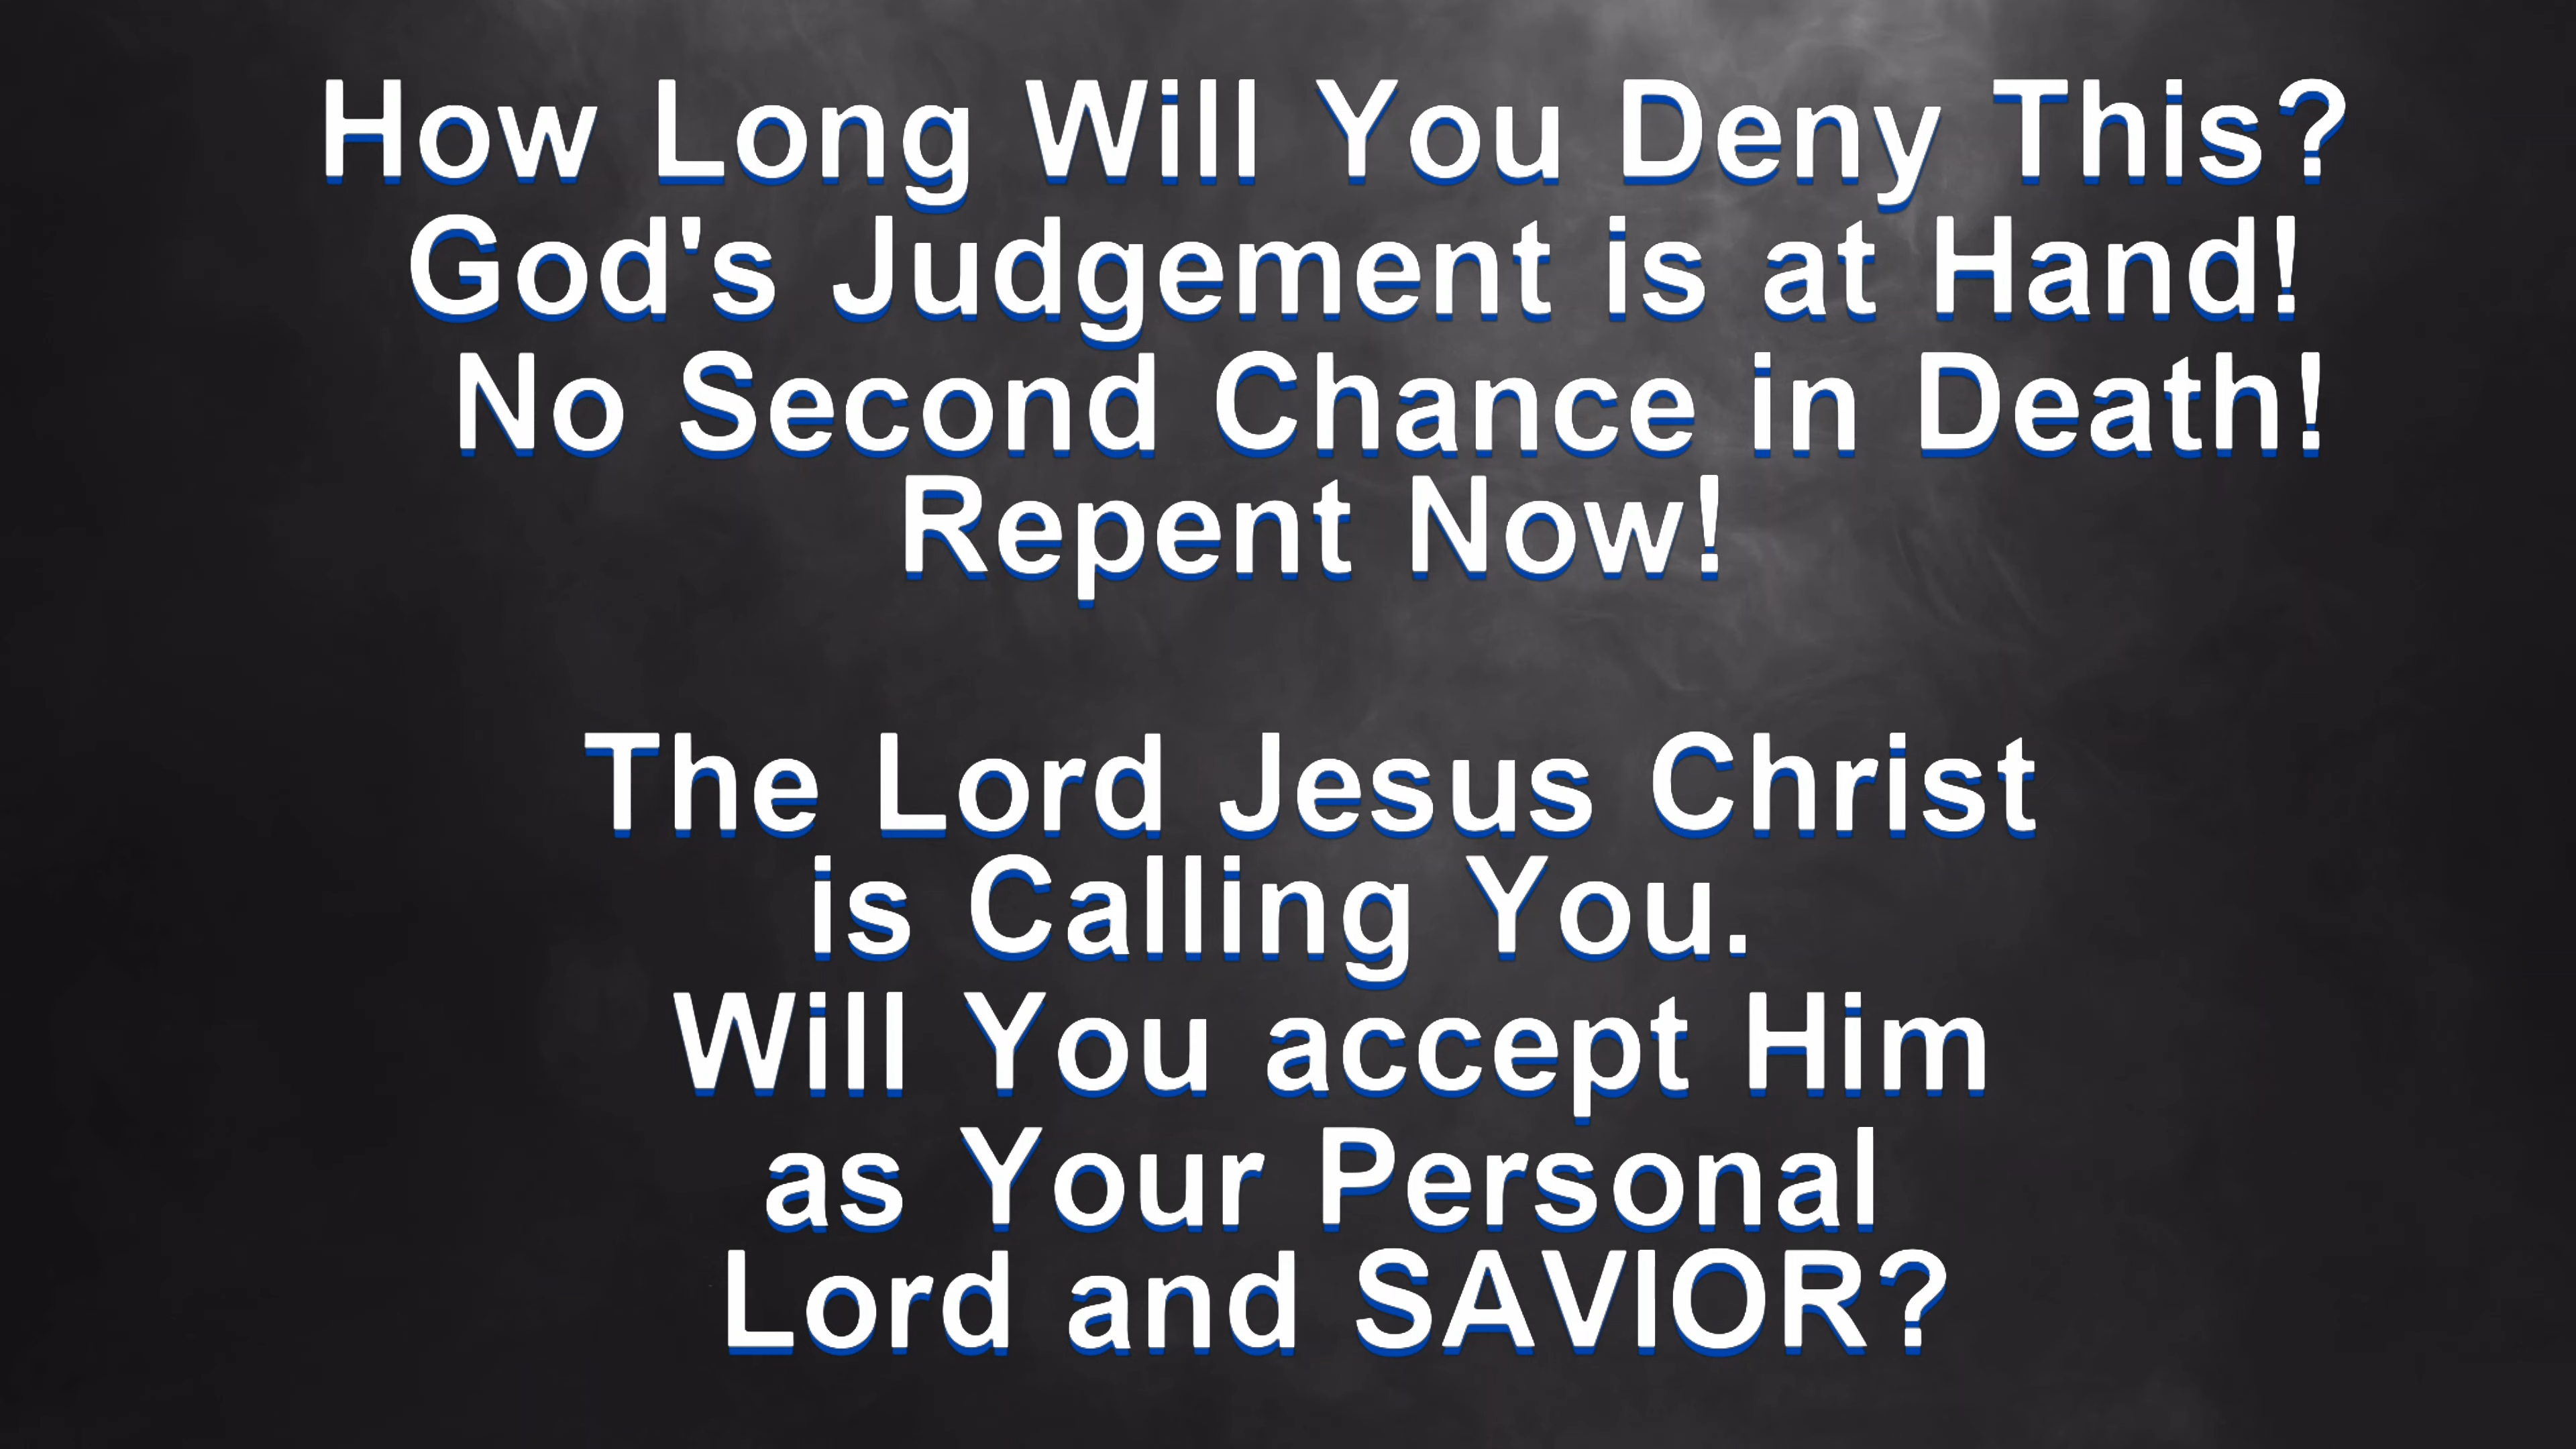 How Long Will You Deny This?
God's Judgement is at Hand!
No Second Chance in Death!
Repent Now!
The Lord Jesus Christ
is Calling You.
Will You accept Him
as Your Personal
Lord and SAVIOR?